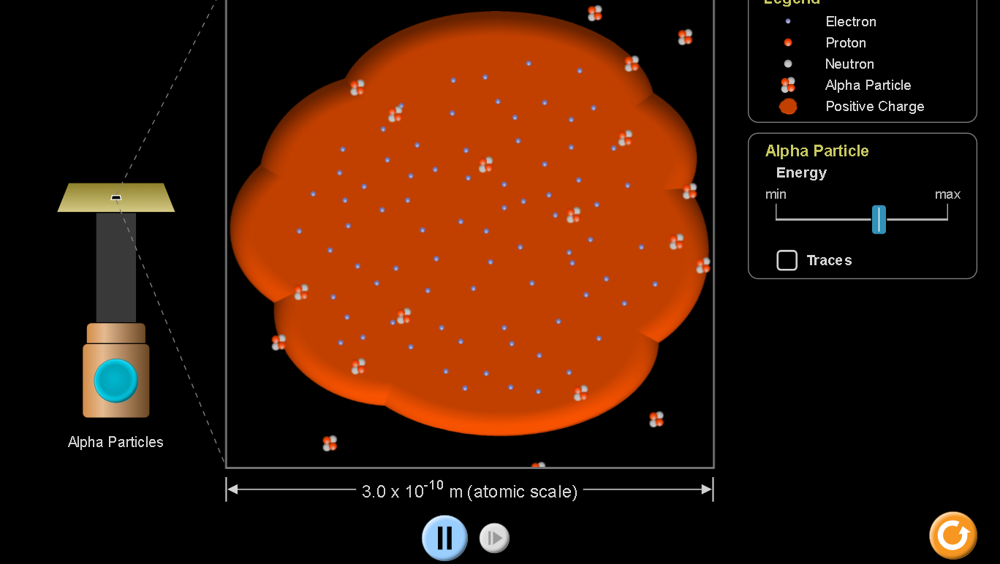 Legend
Electron
Proton
Neutron
Alpha Particle
Positive Charge
Alpha Particle
Energy
min max
Traces
Alpha Particles
3.0 x 10⁻¹⁰ m (atomic scale)